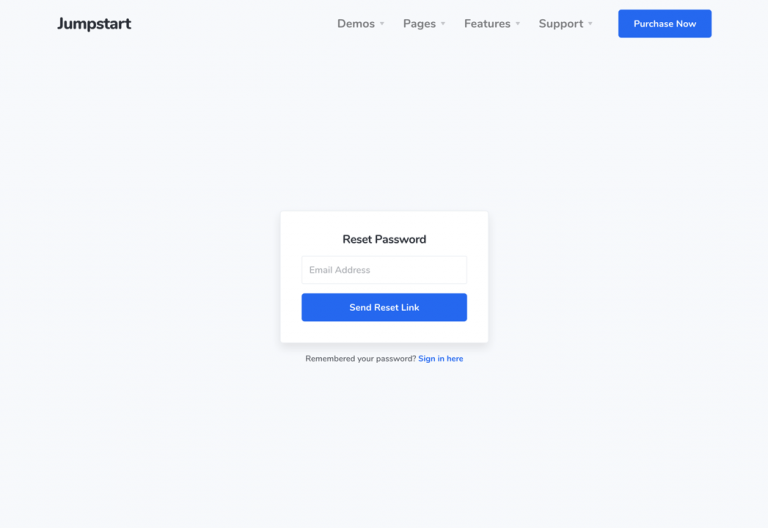 Jumpstart Demos Pages Features Support Purchase Now
Reset Password
Email Address
Send Reset Link
Remembered your password? Sign in here